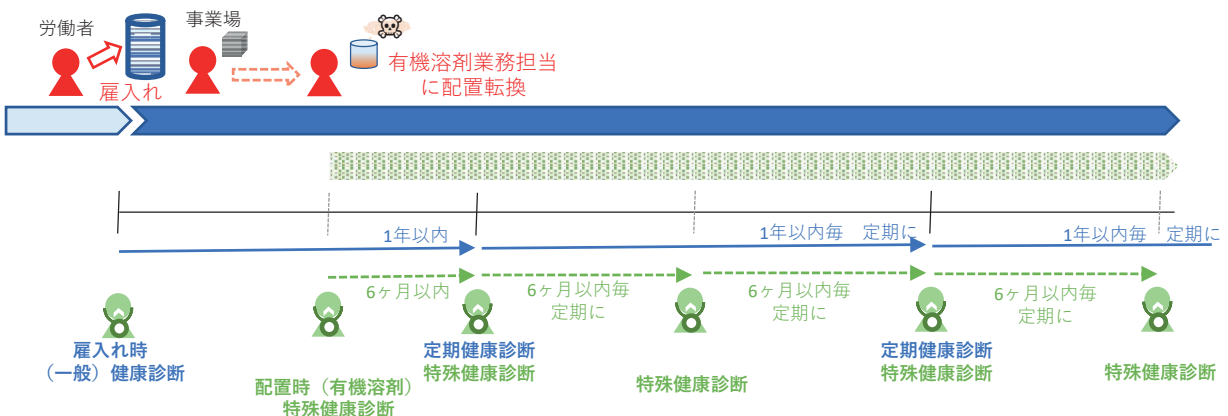 労働者
事業場
雇入れ
有機溶剤業務担当
に配置転換
1年以内
1年以内毎　定期に
1年以内毎　定期に
6ヶ月以内
6ヶ月以内毎
定期に
6ヶ月以内毎
定期に
6ヶ月以内毎
定期に
雇入れ時
（一般）健康診断
配置時（有機溶剤）
特殊健康診断
定期健康診断
特殊健康診断
特殊健康診断
定期健康診断
特殊健康診断
特殊健康診断